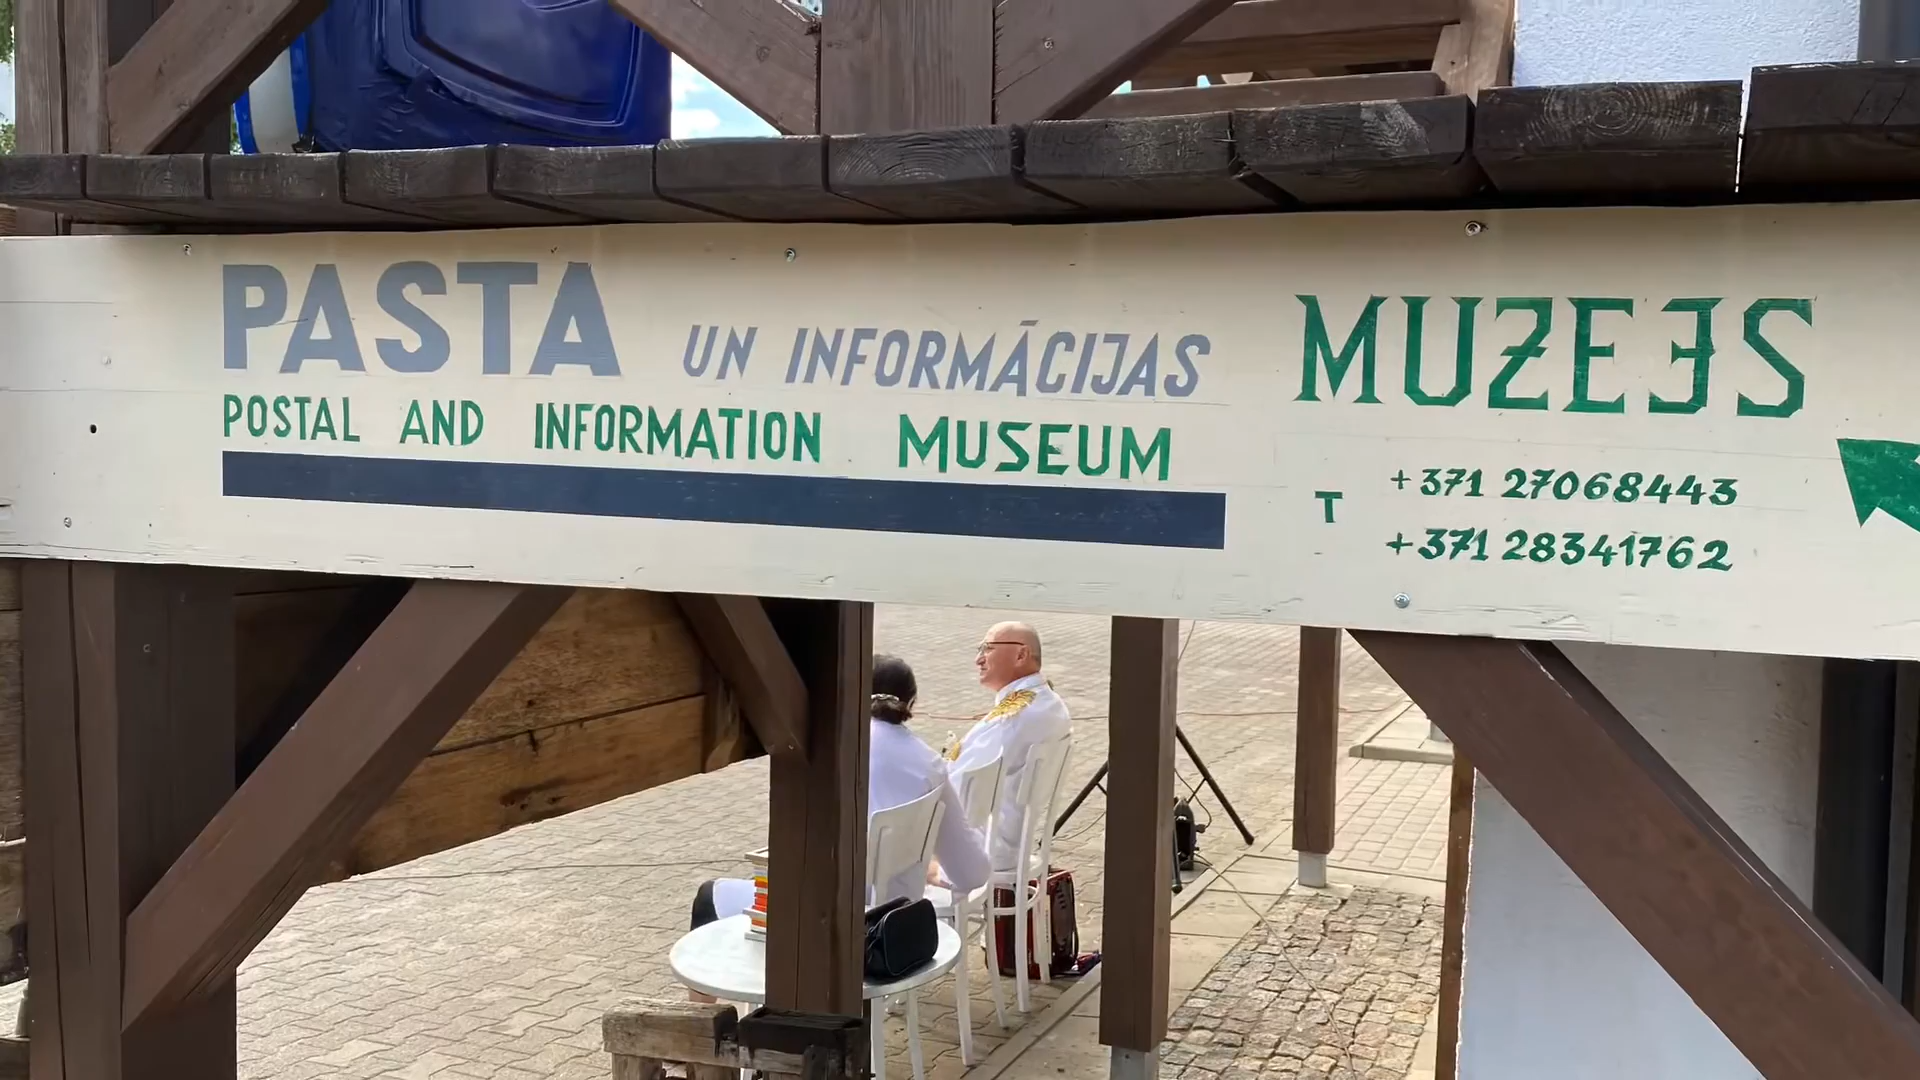 PASTA UN INFORMĀCIJAS MUZEJS
POSTAL AND INFORMATION MUSEUM
T +371 27068443
+371 28341762